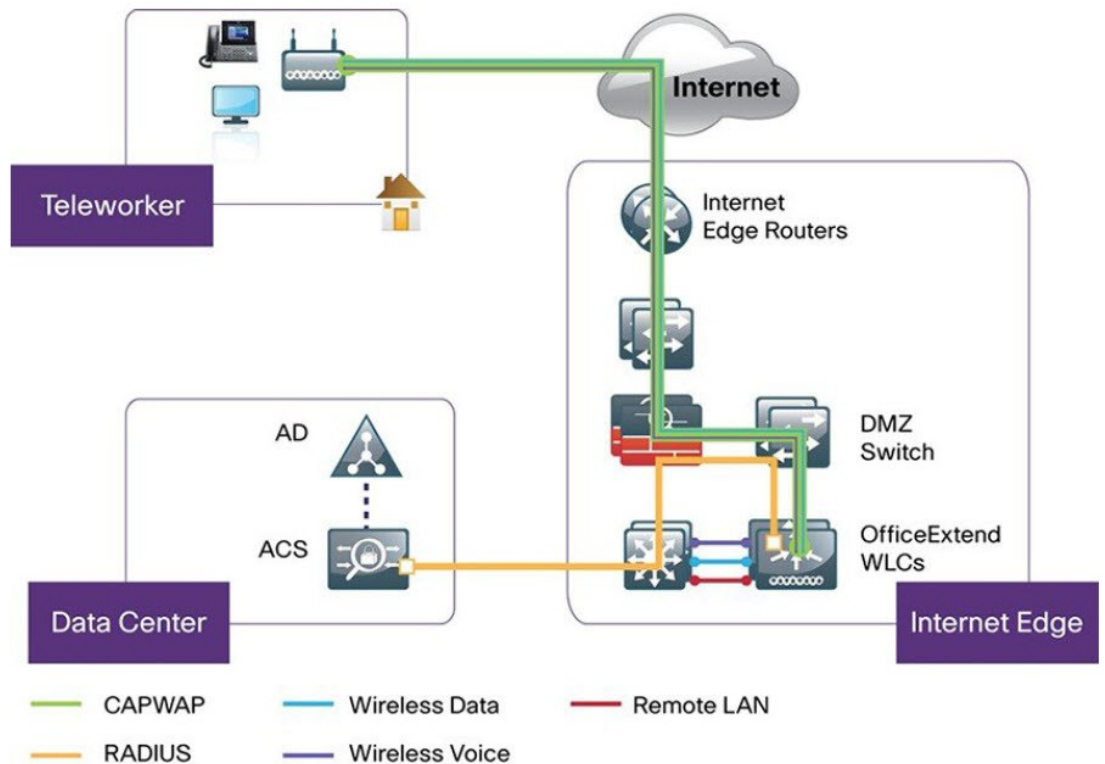 Internet
Teleworker
Internet
Edge Routers
AD
DMZ
Switch
ACS
OfficeExtend
WLCs
Data Center
Internet Edge
CAPWAP
Wireless Data
Remote LAN
RADIUS
Wireless Voice